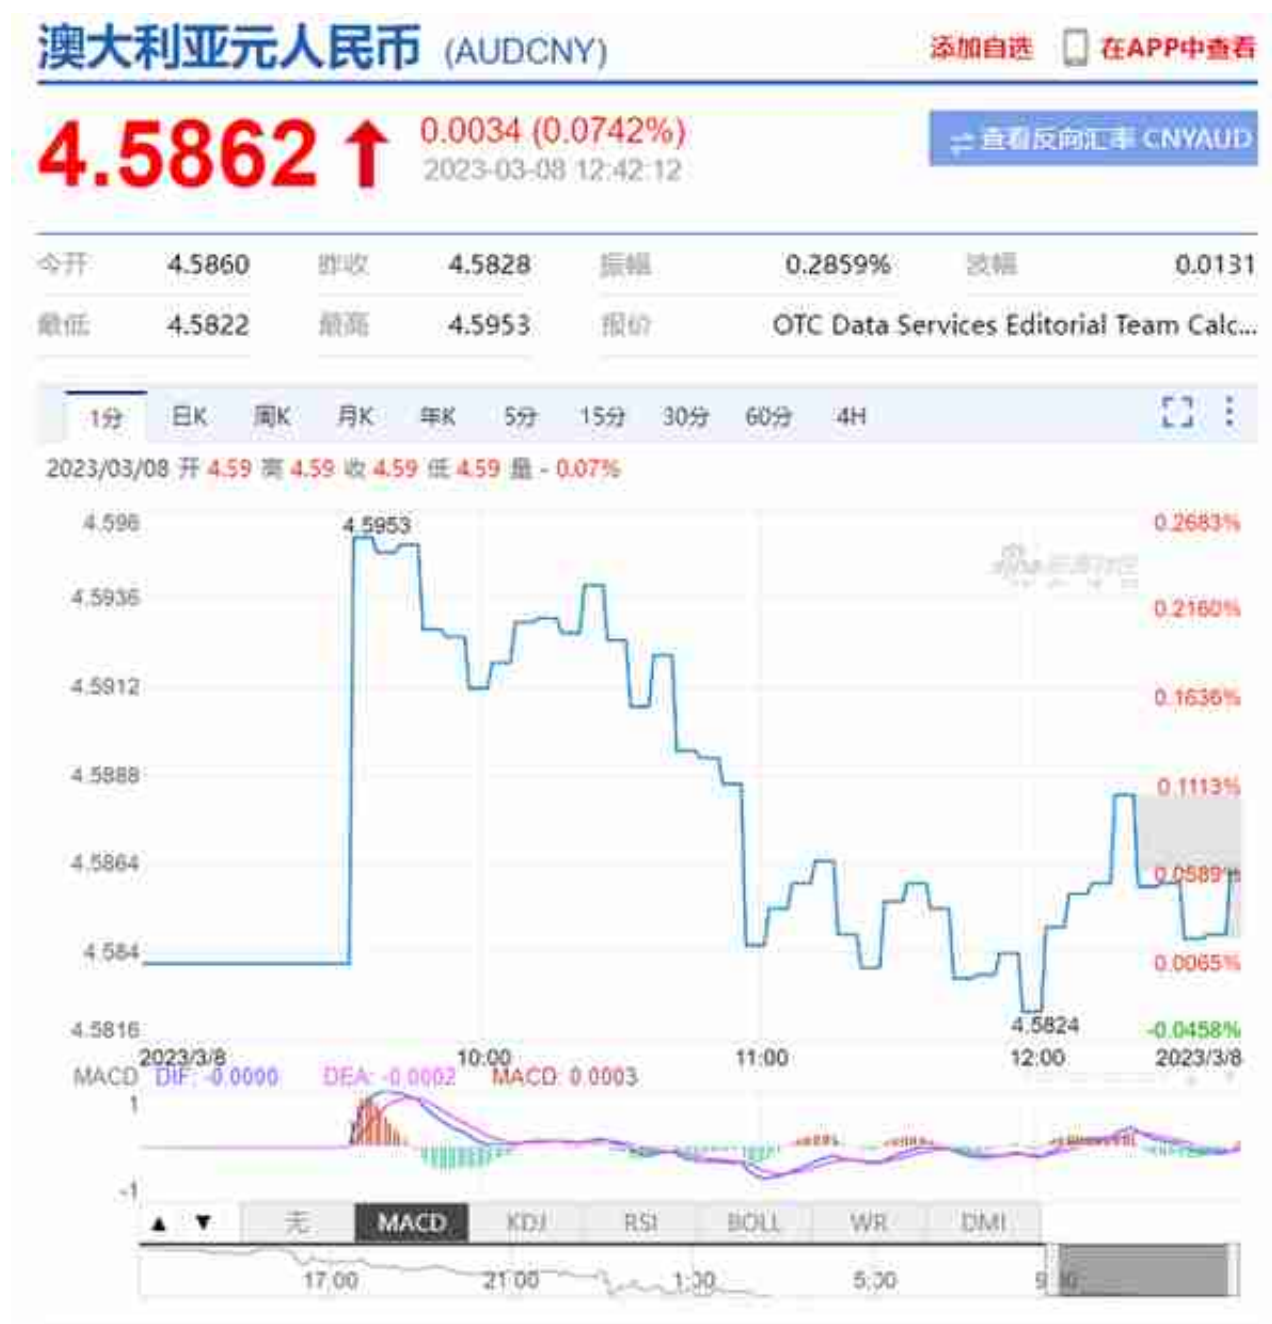 澳大利亚元人民币 (AUDCNY) 添加自选 在APP中查看
4.5862 ↑ 0.0034 (0.0742%) ⇌ 查看反向汇率 CNYAUD
2023-03-08 12:42:12
今开 4.5860 昨收 4.5828 振幅 0.2859% 波幅 0.0131
最低 4.5822 最高 4.5953 报价 OTC Data Services Editorial Team Calc...
1分 日K 周K 月K 年K 5分 15分 30分 60分 4H
2023/03/08 开 4.59 高 4.59 收 4.59 低 4.59 量 - 0.07%
4.596 4.5953 0.2683%
sina 新浪财经
4.5936 0.2160%
4.5912 0.1636%
4.5888 0.1113%
4.5864 0.0589%
4.584 0.0065%
4.5816 4.5824 -0.0458%
2023/3/8 10:00 11:00 12:00 2023/3/8
MACD DIF: -0.0000 DEA: -0.0002 MACD: 0.0003
1
-1
▲ ▼ 无 MACD KDJ RSI BOLL WR DMI
17:00 21:00 1:00 5:00